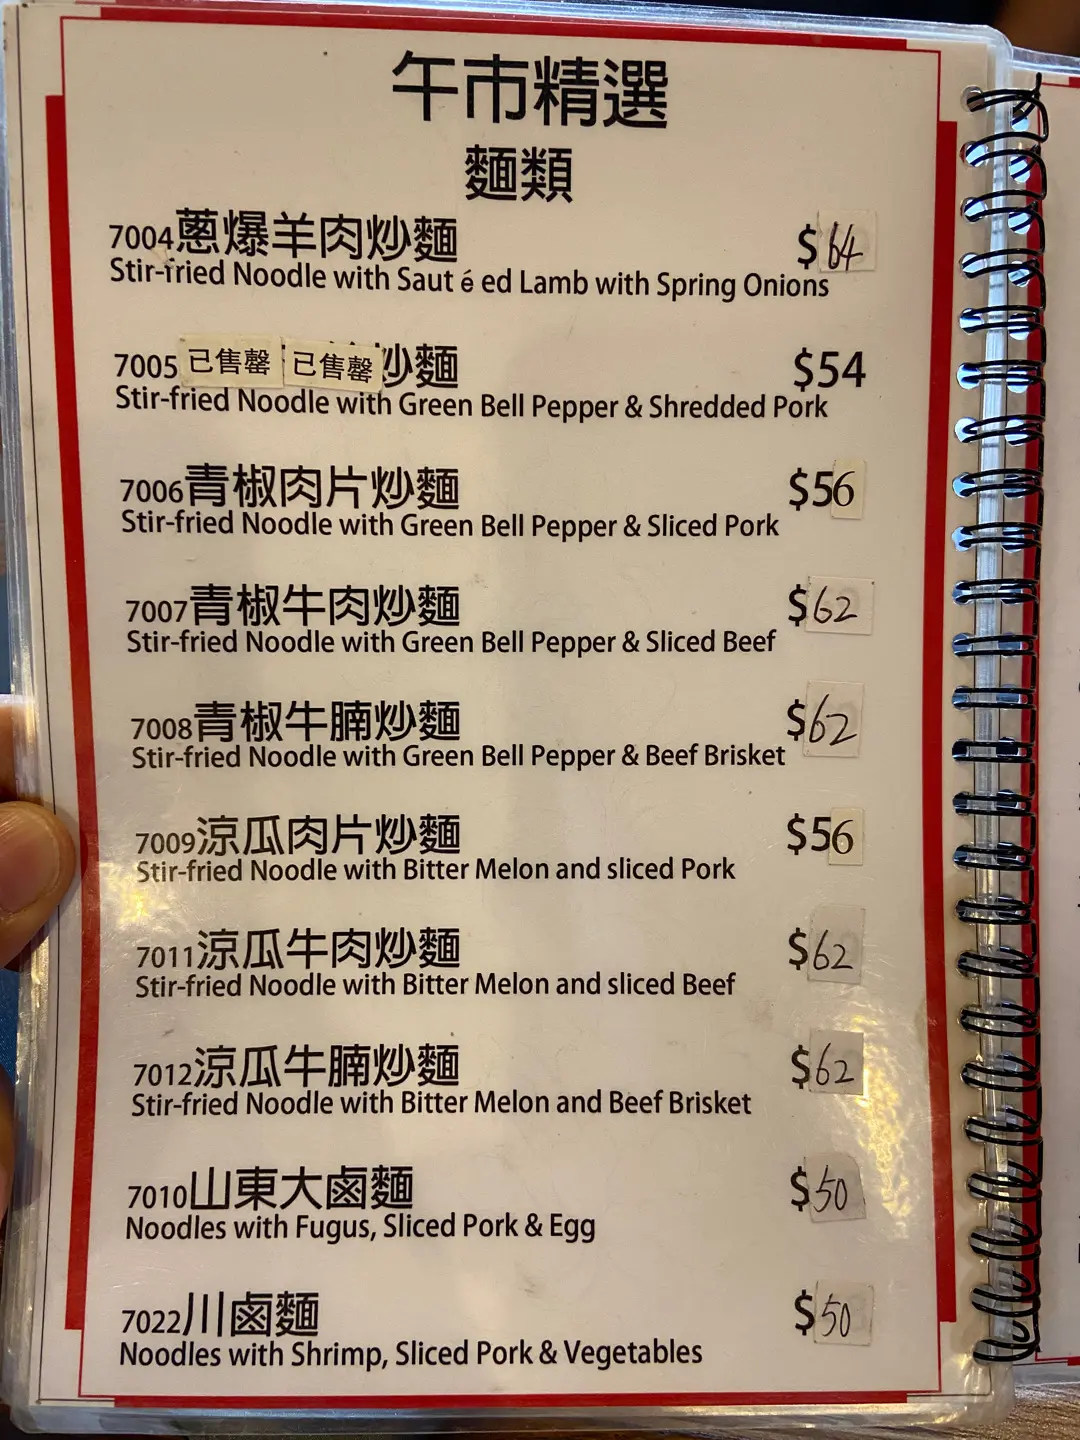 午市精選
麵類
7004蔥爆羊肉炒麵 $64
Stir-fried Noodle with Saut é ed Lamb with Spring Onions
7005 已售罄 已售罄 炒麵 $54
Stir-fried Noodle with Green Bell Pepper & Shredded Pork
7006青椒肉片炒麵 $56
Stir-fried Noodle with Green Bell Pepper & Sliced Pork
7007青椒牛肉炒麵 $62
Stir-fried Noodle with Green Bell Pepper & Sliced Beef
7008青椒牛腩炒麵 $62
Stir-fried Noodle with Green Bell Pepper & Beef Brisket
7009涼瓜肉片炒麵 $56
Stir-fried Noodle with Bitter Melon and sliced Pork
7011涼瓜牛肉炒麵 $62
Stir-fried Noodle with Bitter Melon and sliced Beef
7012涼瓜牛腩炒麵 $62
Stir-fried Noodle with Bitter Melon and Beef Brisket
7010山東大鹵麵 $50
Noodles with Fugus, Sliced Pork & Egg
7022川鹵麵 $50
Noodles with Shrimp, Sliced Pork & Vegetables